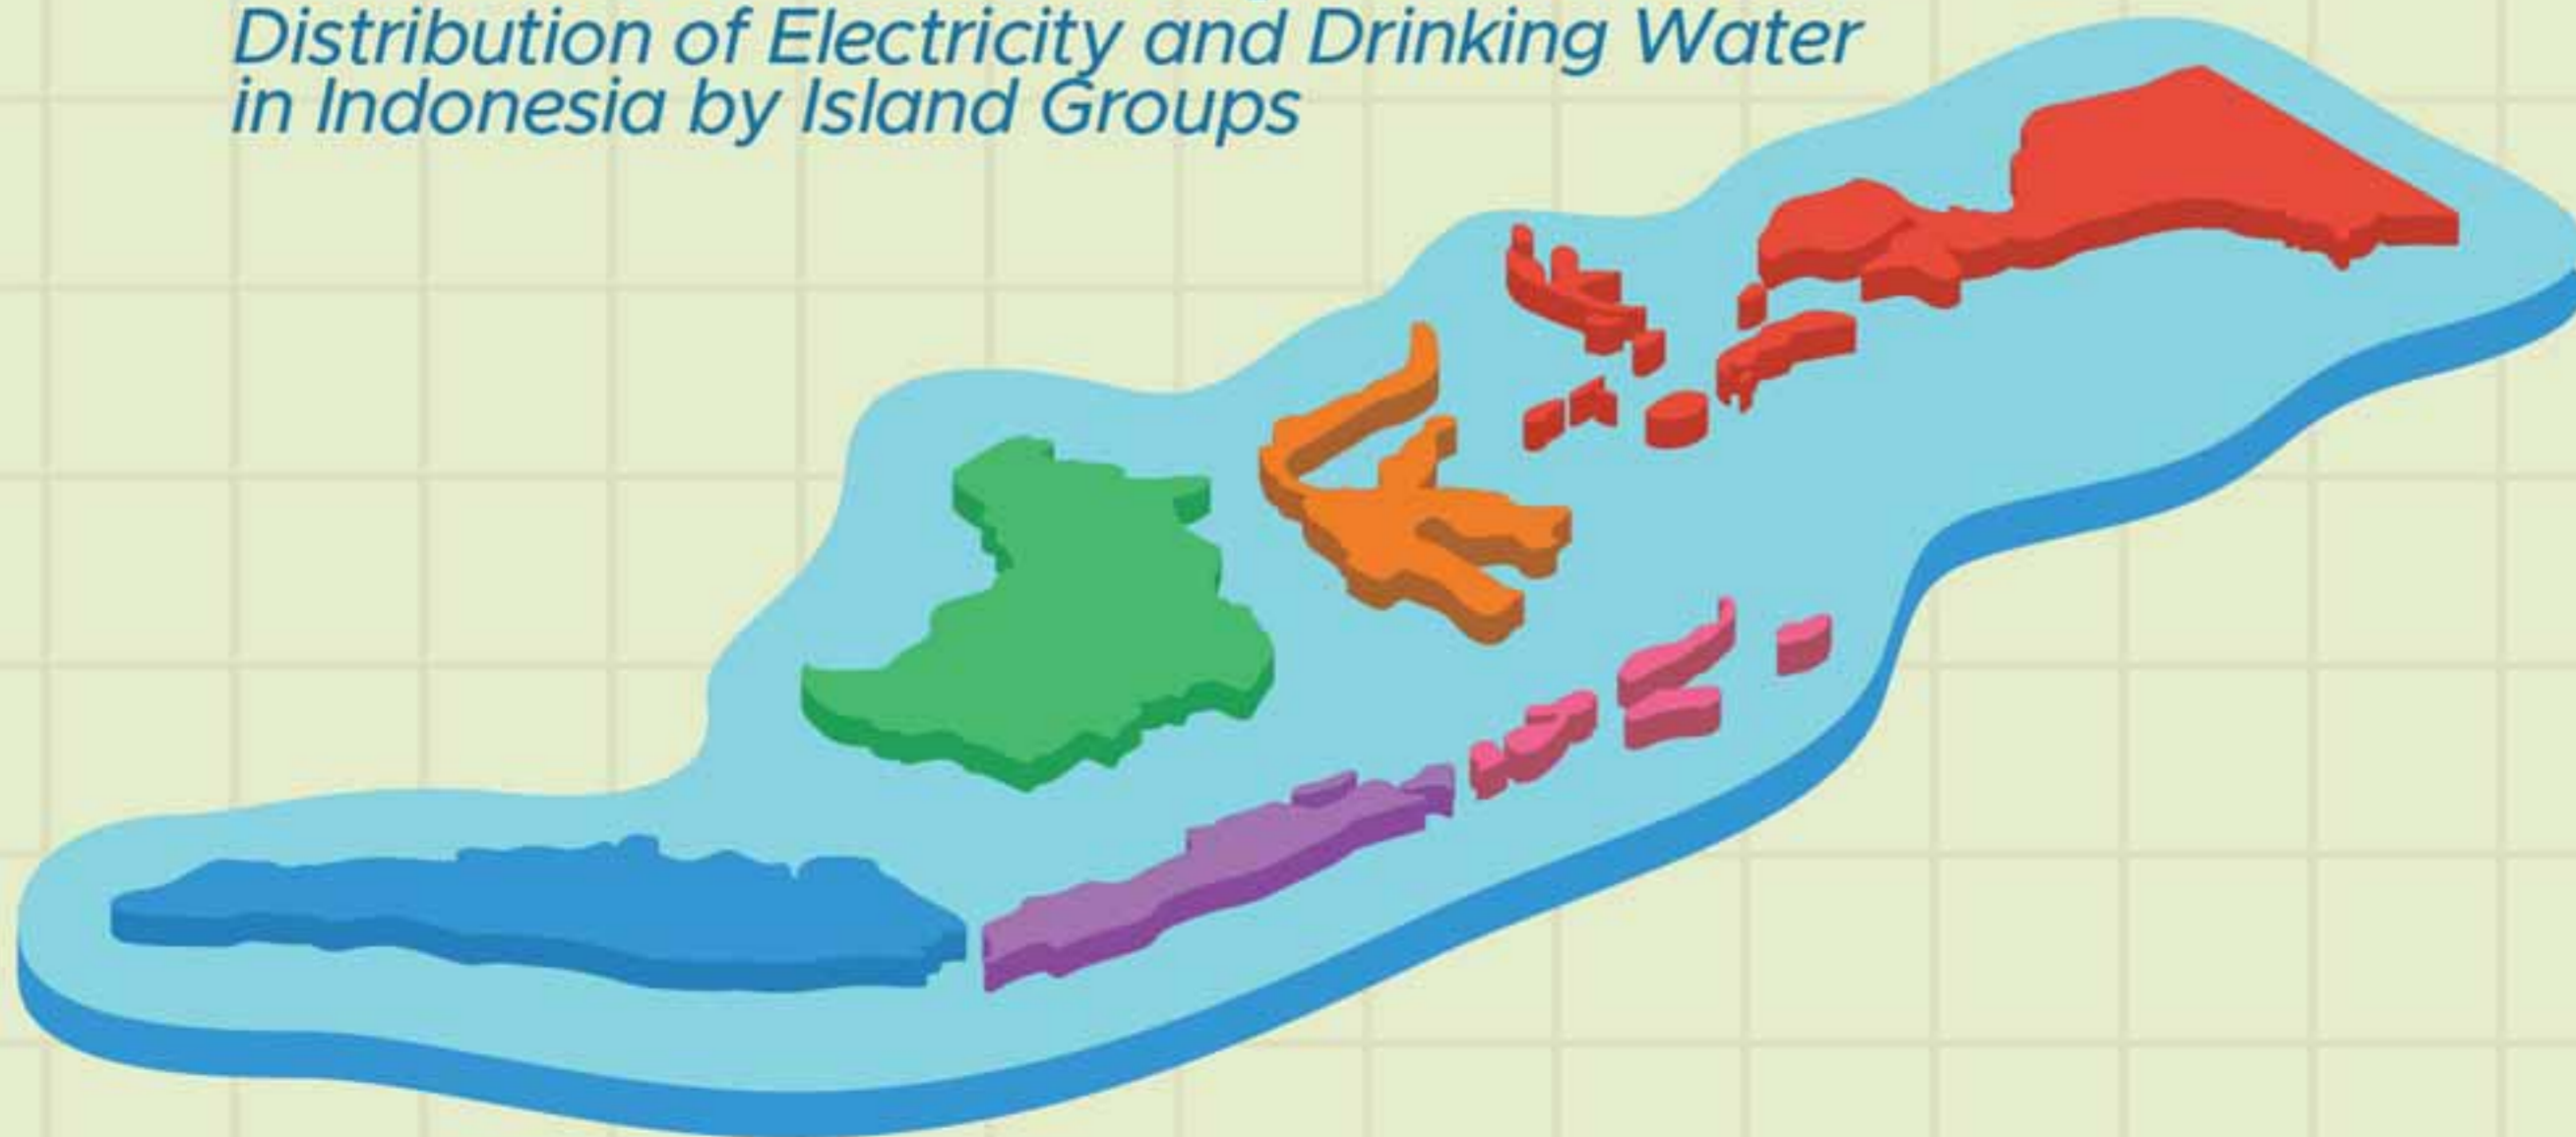 Distribution of Electricity and Drinking Water
in Indonesia by Island Groups